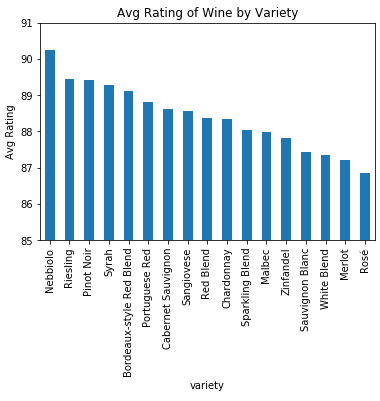 Avg Rating of Wine by Variety
91
90
89
88
87
86
85
Avg Rating
Nebbiolo
Riesling
Pinot Noir
Syrah
Bordeaux-style Red Blend
Portuguese Red
Cabernet Sauvignon
Sangiovese
Red Blend
Chardonnay
Sparkling Blend
Malbec
Zinfandel
Sauvignon Blanc
White Blend
Merlot
Rosé
variety